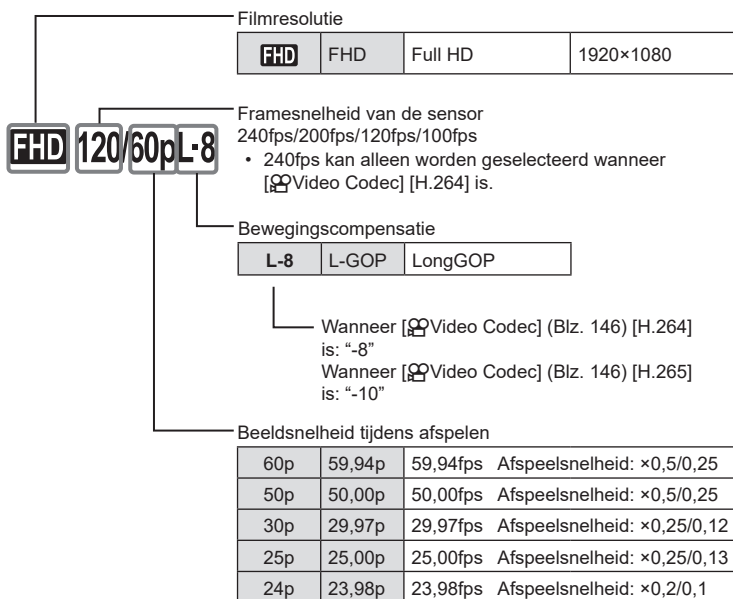 Filmresolutie
FHD FHD Full HD 1920×1080
FHD 120/60pL-8
Framesnelheid van de sensor
240fps/200fps/120fps/100fps
• 240fps kan alleen worden geselecteerd wanneer
[Video Codec] [H.264] is.
Bewegingscompensatie
L-8 L-GOP LongGOP
Wanneer [Video Codec] (Blz. 146) [H.264]
is: “-8”
Wanneer [Video Codec] (Blz. 146) [H.265]
is: “-10”
Beeldsnelheid tijdens afspelen
60p 59,94p 59,94fps Afspeelsnelheid: ×0,5/0,25
50p 50,00p 50,00fps Afspeelsnelheid: ×0,5/0,25
30p 29,97p 29,97fps Afspeelsnelheid: ×0,25/0,12
25p 25,00p 25,00fps Afspeelsnelheid: ×0,25/0,13
24p 23,98p 23,98fps Afspeelsnelheid: ×0,2/0,1